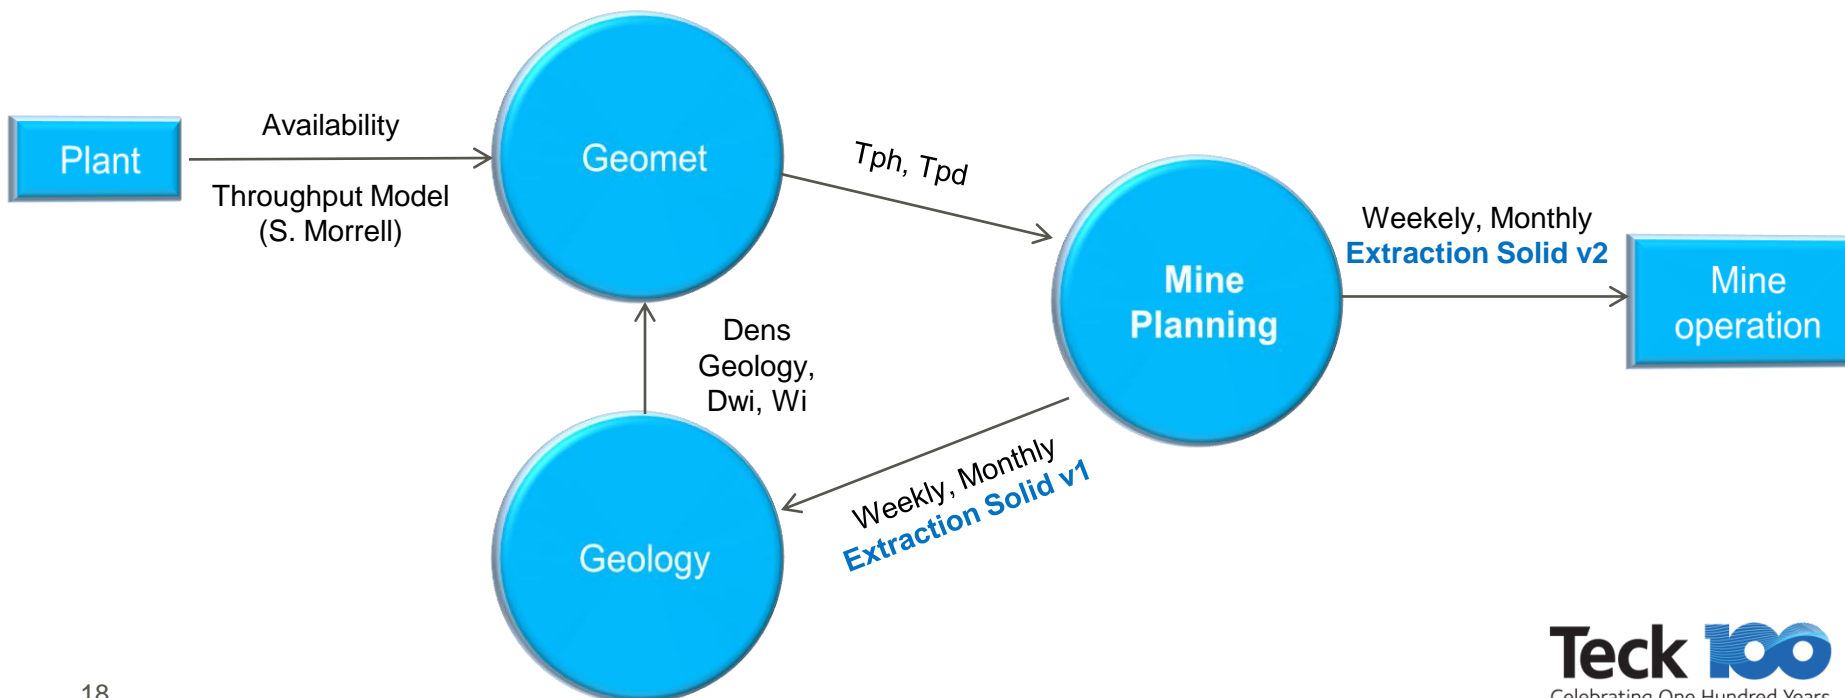 Plant
Availability
Throughput Model
(S. Morrell)
Geomet
Tph, Tpd
Mine
Planning
Weekely, Monthly
Extraction Solid v2
Mine
operation
Dens
Geology,
Dwi, Wi
Weekly, Monthly
Extraction Solid v1
Geology
Teck 100
Celebrating One Hundred Years
18